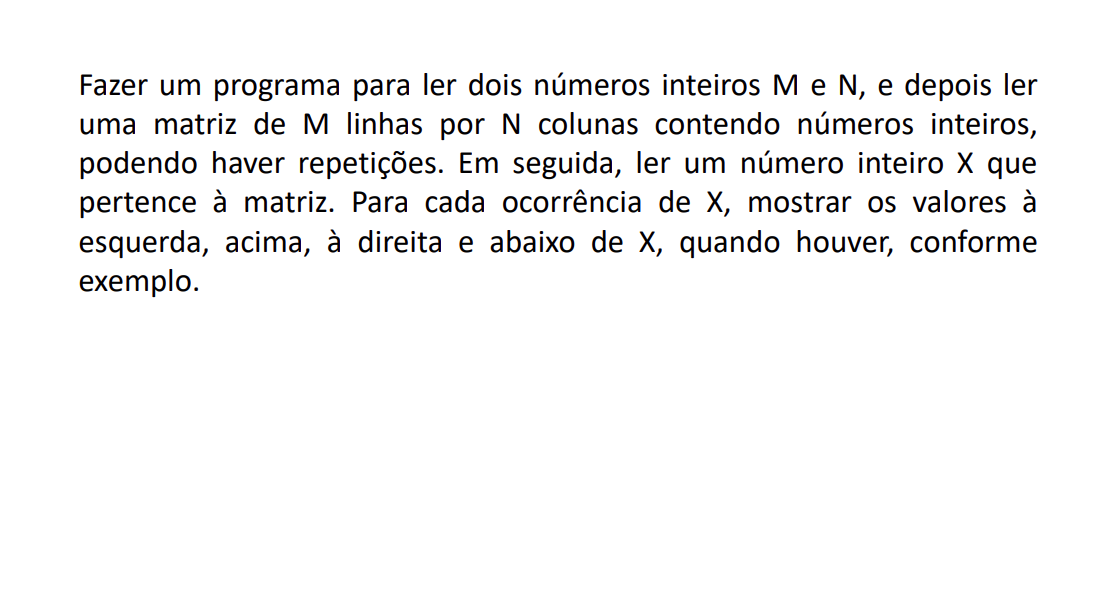 Fazer um programa para ler dois números inteiros M e N, e depois ler
uma matriz de M linhas por N colunas contendo números inteiros,
podendo haver repetições. Em seguida, ler um número inteiro X que
pertence à matriz. Para cada ocorrência de X, mostrar os valores à
esquerda, acima, à direita e abaixo de X, quando houver, conforme
exemplo.